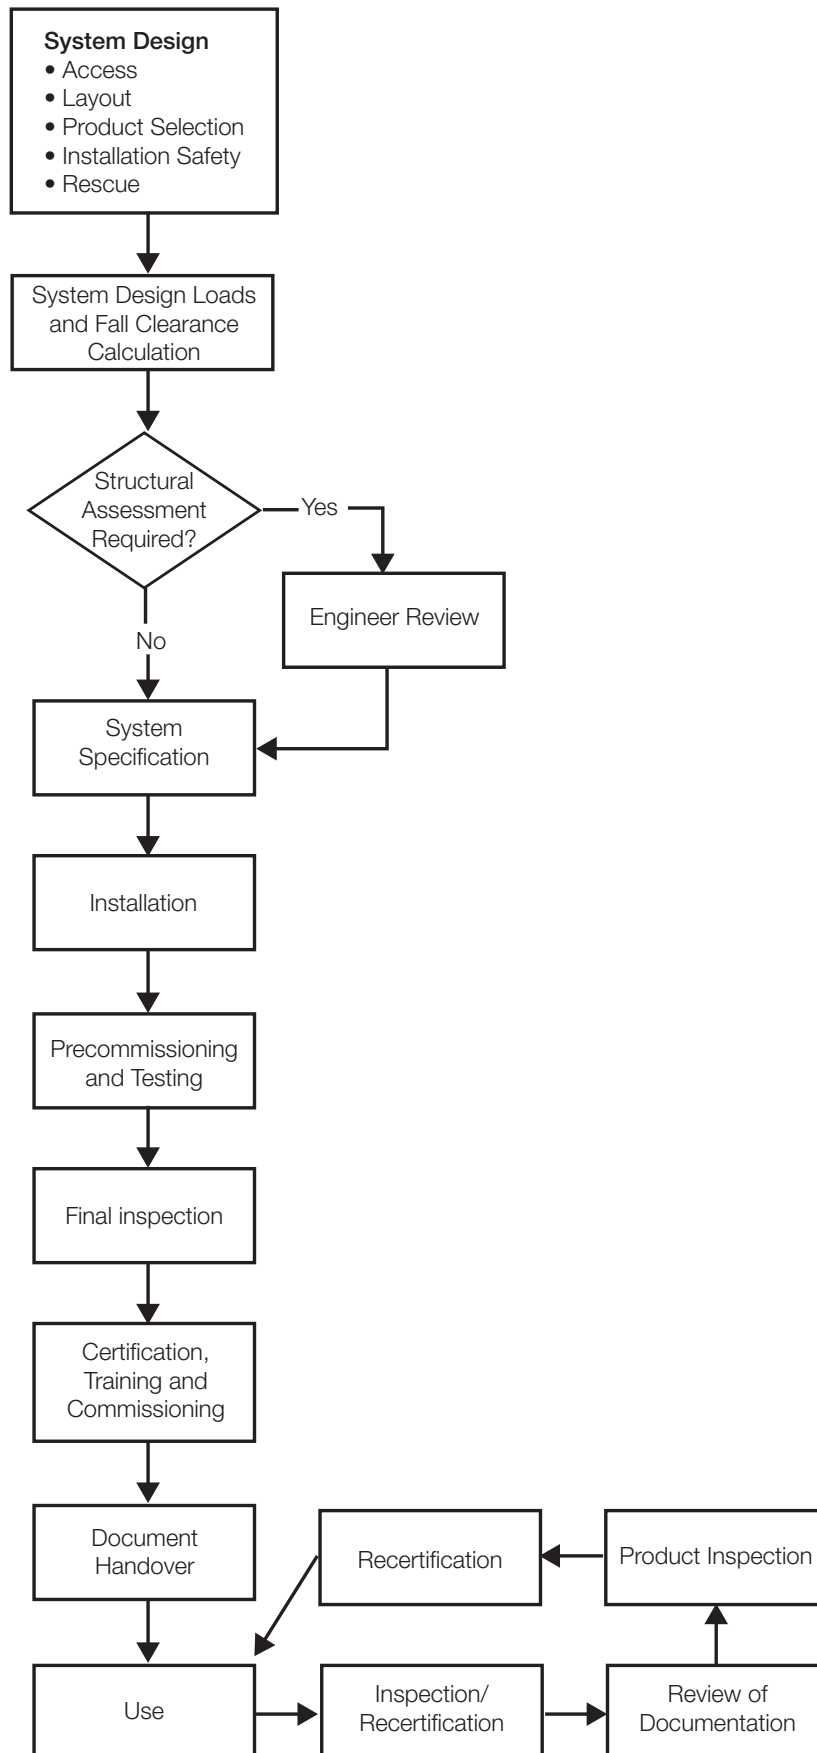 System Design
• Access
• Layout
• Product Selection
• Installation Safety
• Rescue
System Design Loads
and Fall Clearance
Calculation
Structural
Assessment
Required?
Yes
Engineer Review
No
System
Specification
Installation
Precommissioning
and Testing
Final inspection
Certification,
Training and
Commissioning
Document
Handover
Recertification
Product Inspection
Use
Inspection/
Recertification
Review of
Documentation